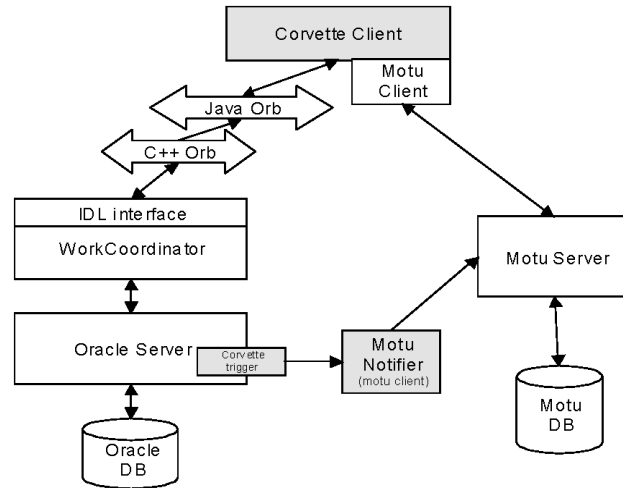 Corvette Client
Motu
Client
Java Orb
C++ Orb
IDL interface
WorkCoordinator
Motu Server
Oracle Server
Corvette
trigger
Motu
Notifier
(motu client)
Motu
DB
Oracle
DB